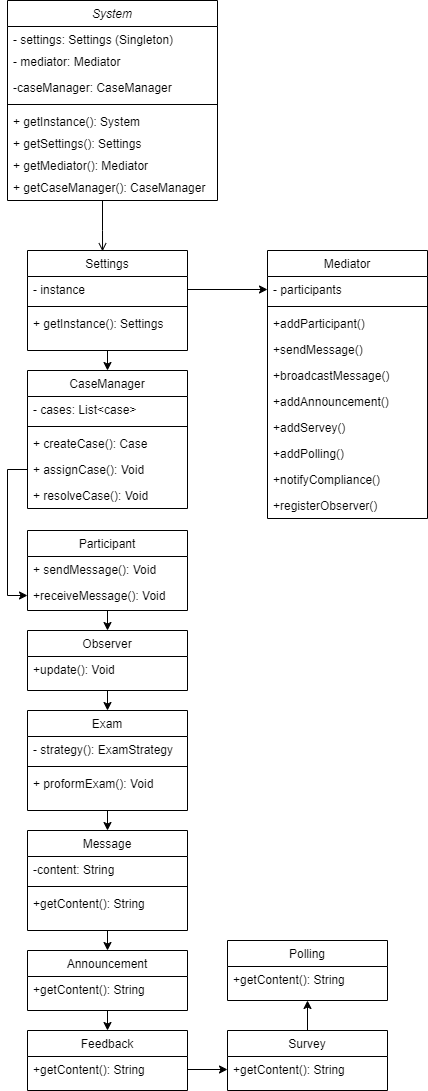 System
- settings: Settings (Singleton)
- mediator: Mediator
-caseManager: CaseManager
+ getInstance(): System
+ getSettings(): Settings
+ getMediator(): Mediator
+ getCaseManager(): CaseManager
Settings
- instance
+ getInstance(): Settings
Mediator
- participants
+addParticipant()
+sendMessage()
+broadcastMessage()
+addAnnouncement()
+addServey()
+addPolling()
+notifyCompliance()
+registerObserver()
CaseManager
- cases: List<case>
+ createCase(): Case
+ assignCase(): Void
+ resolveCase(): Void
Participant
+ sendMessage(): Void
+receiveMessage(): Void
Observer
+update(): Void
Exam
- strategy(): ExamStrategy
+ proformExam(): Void
Message
-content: String
+getContent(): String
Announcement
+getContent(): String
Polling
+getContent(): String
Feedback
+getContent(): String
Survey
+getContent(): String